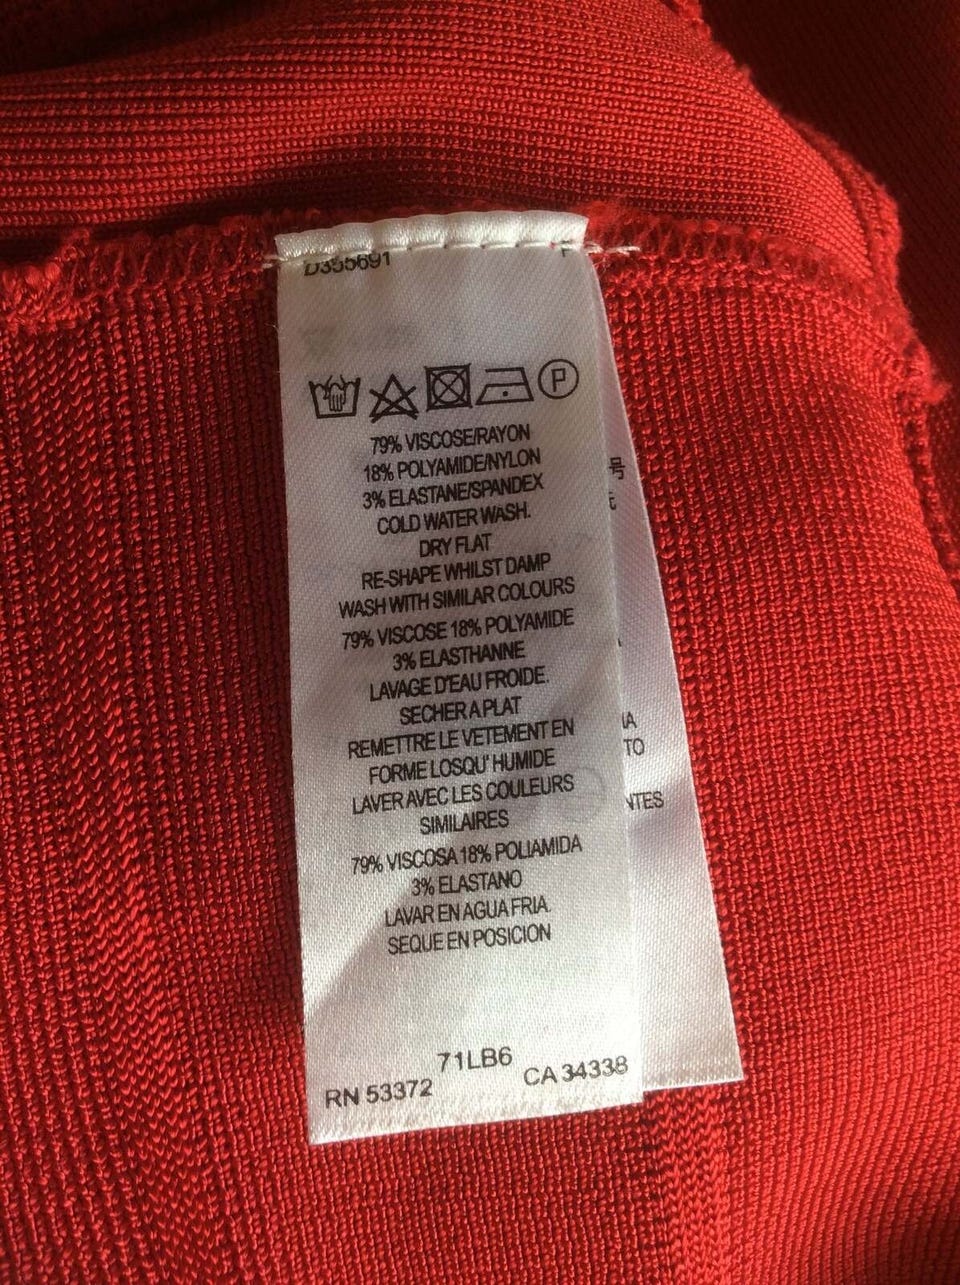 D355691
P
79% VISCOSE/RAYON
18% POLYAMIDE/NYLON
3% ELASTANE/SPANDEX
COLD WATER WASH.
DRY FLAT
RE-SHAPE WHILST DAMP
WASH WITH SIMILAR COLOURS
79% VISCOSE 18% POLYAMIDE
3% ELASTHANNE
LAVAGE D'EAU FROIDE.
SECHER A PLAT
REMETTRE LE VETEMENT EN
FORME LOSQU' HUMIDE
LAVER AVEC LES COULEURS
SIMILAIRES
79% VISCOSA 18% POLIAMIDA
3% ELASTANO
LAVAR EN AGUA FRIA.
SEQUE EN POSICION
71LB6
RN 53372 CA 34338
号
TO
NTES